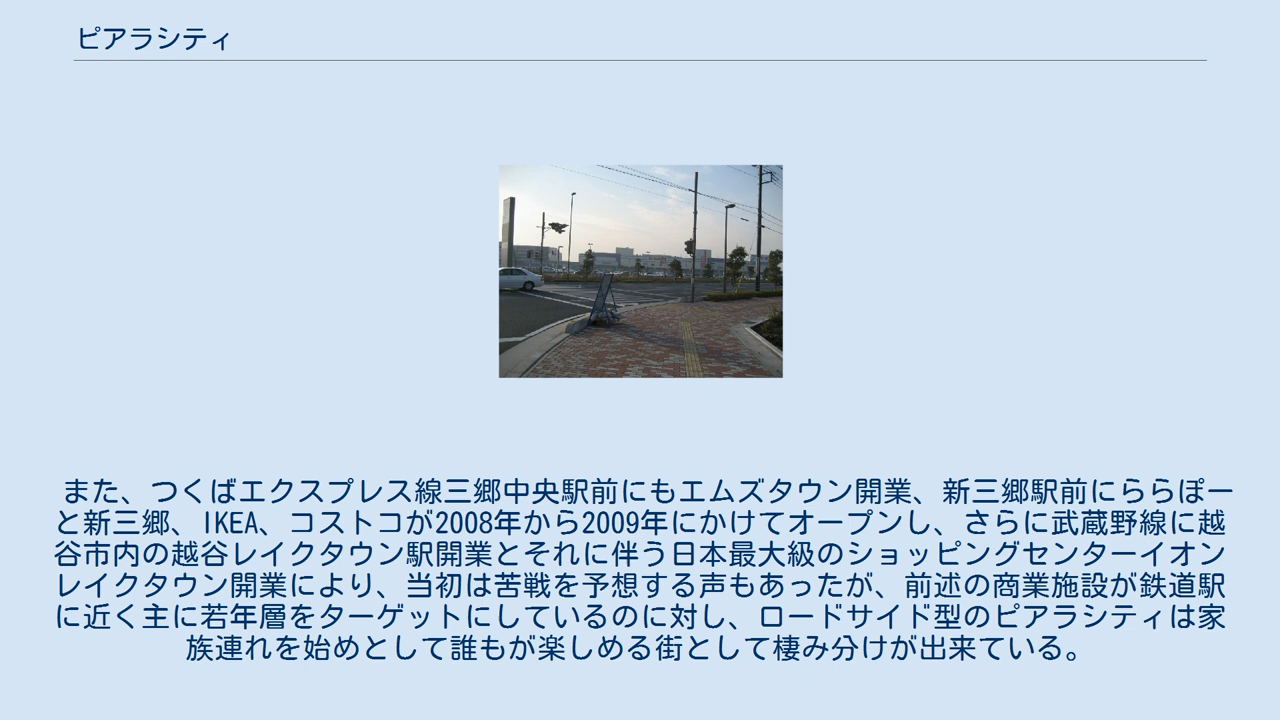 ピアラシティ
また、つくばエクスプレス線三郷中央駅前にもエムズタウン開業、新三郷駅前にららぽー
と新三郷、IKEA、コストコが2008年から2009年にかけてオープンし、さらに武蔵野線に越
谷市内の越谷レイクタウン駅開業とそれに伴う日本最大級のショッピングセンターイオン
レイクタウン開業により、当初は苦戦を予想する声もあったが、前述の商業施設が鉄道駅
に近く主に若年層をターゲットにしているのに対し、ロードサイド型のピアラシティは家
族連れを始めとして誰もが楽しめる街として棲み分けが出来ている。